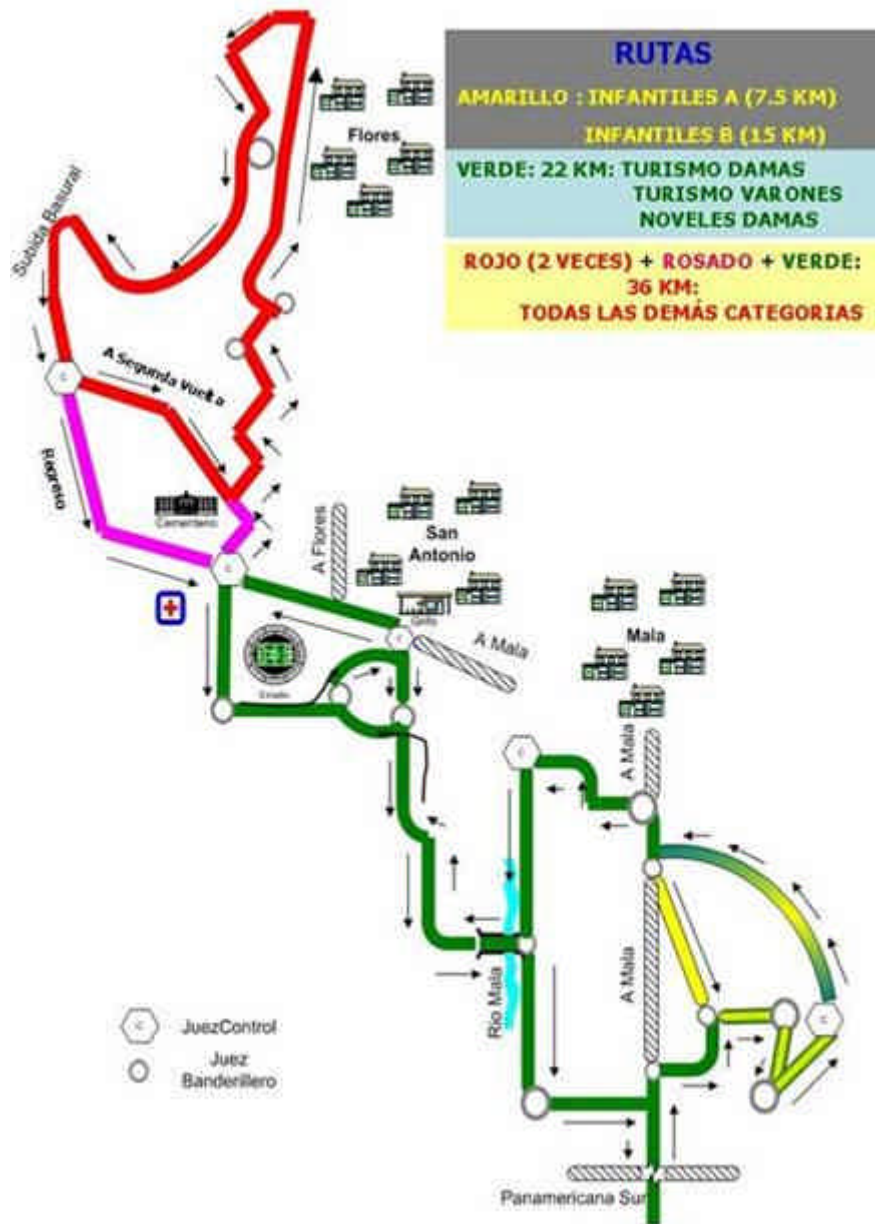 RUTAS
AMARILLO : INFANTILES A (7.5 KM)
INFANTILES B (15 KM)
VERDE: 22 KM: TURISMO DAMAS
TURISMO VARONES
NOVELES DAMAS
ROJO (2 VECES) + ROSADO + VERDE:
36 KM:
TODAS LAS DEMÁS CATEGORIAS
Flores
Subida Basural
A Segunda Vuelta
Regreso
C
Cementerio
A Flores
San
Antonio
C
Grifo
C
A Mala
Estadio
Mala
A Mala
C
A Mala
Rio Mala
C
C
JuezControl
Juez
Banderillero
Panamericana Sur